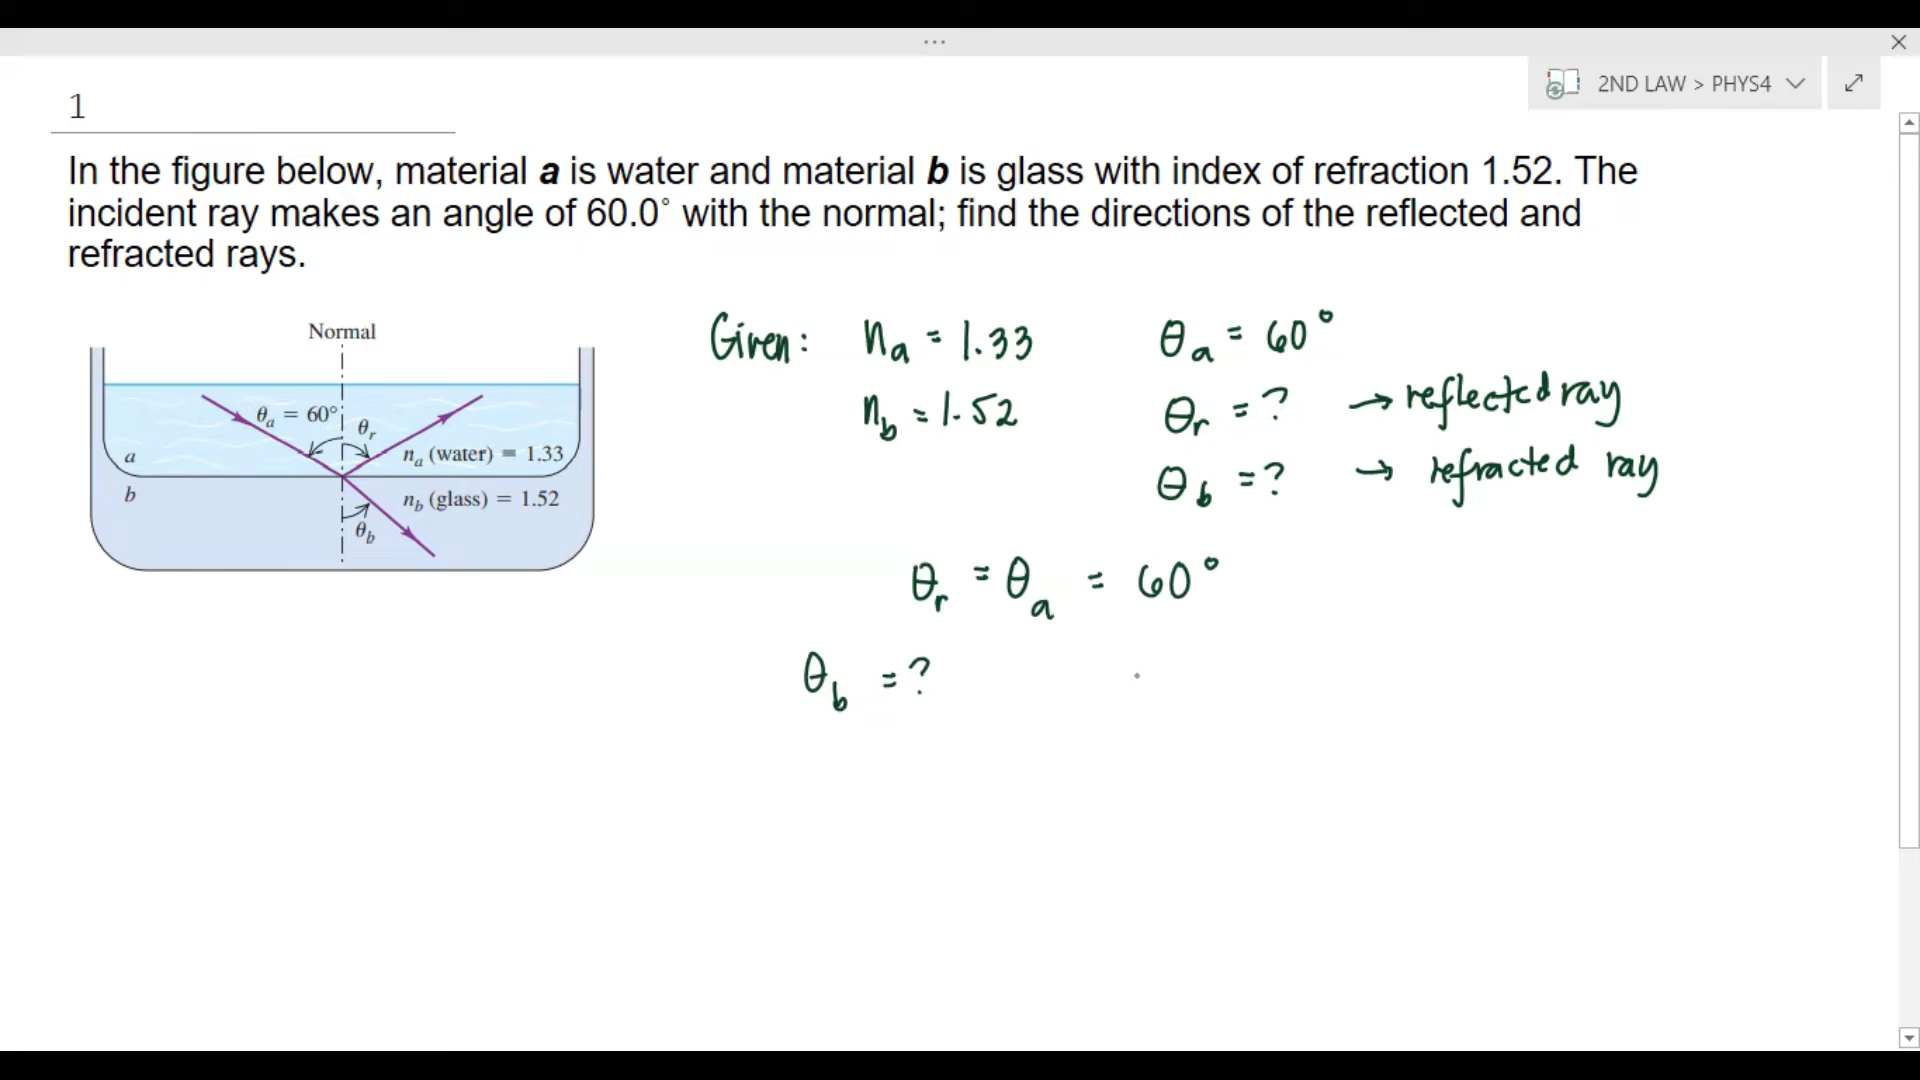 2ND LAW > PHYS4
1
In the figure below, material a is water and material b is glass with index of refraction 1.52. The
incident ray makes an angle of 60.0° with the normal; find the directions of the reflected and
refracted rays.
Normal
θa = 60°
θr
na (water) = 1.33
a
b
nb (glass) = 1.52
θb
Given: na = 1.33 θa = 60°
nb = 1.52 θr = ? → reflected ray
θb = ? → refracted ray
θr = θa = 60°
θb = ?